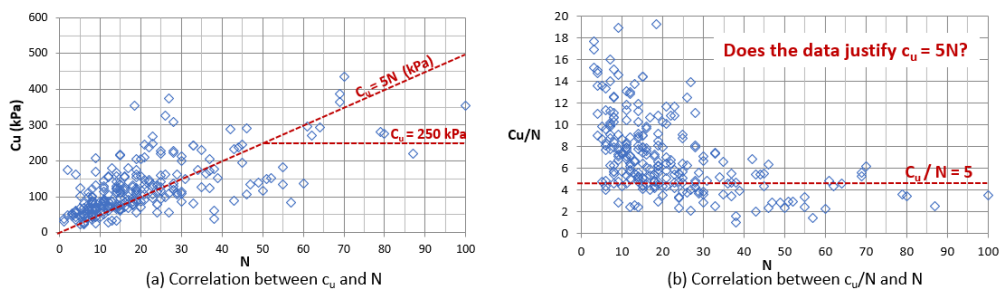 600
500
400
300
200
100
0
Cu (kPa)
0 10 20 30 40 50 60 70 80 90 100
N
Cu = 5N (kPa)
Cu = 250 kPa
(a) Correlation between cu and N
20
18
16
14
12
10
8
6
4
2
0
Cu/N
0 10 20 30 40 50 60 70 80 90 100
N
Does the data justify cu = 5N?
Cu / N = 5
(b) Correlation between cu/N and N